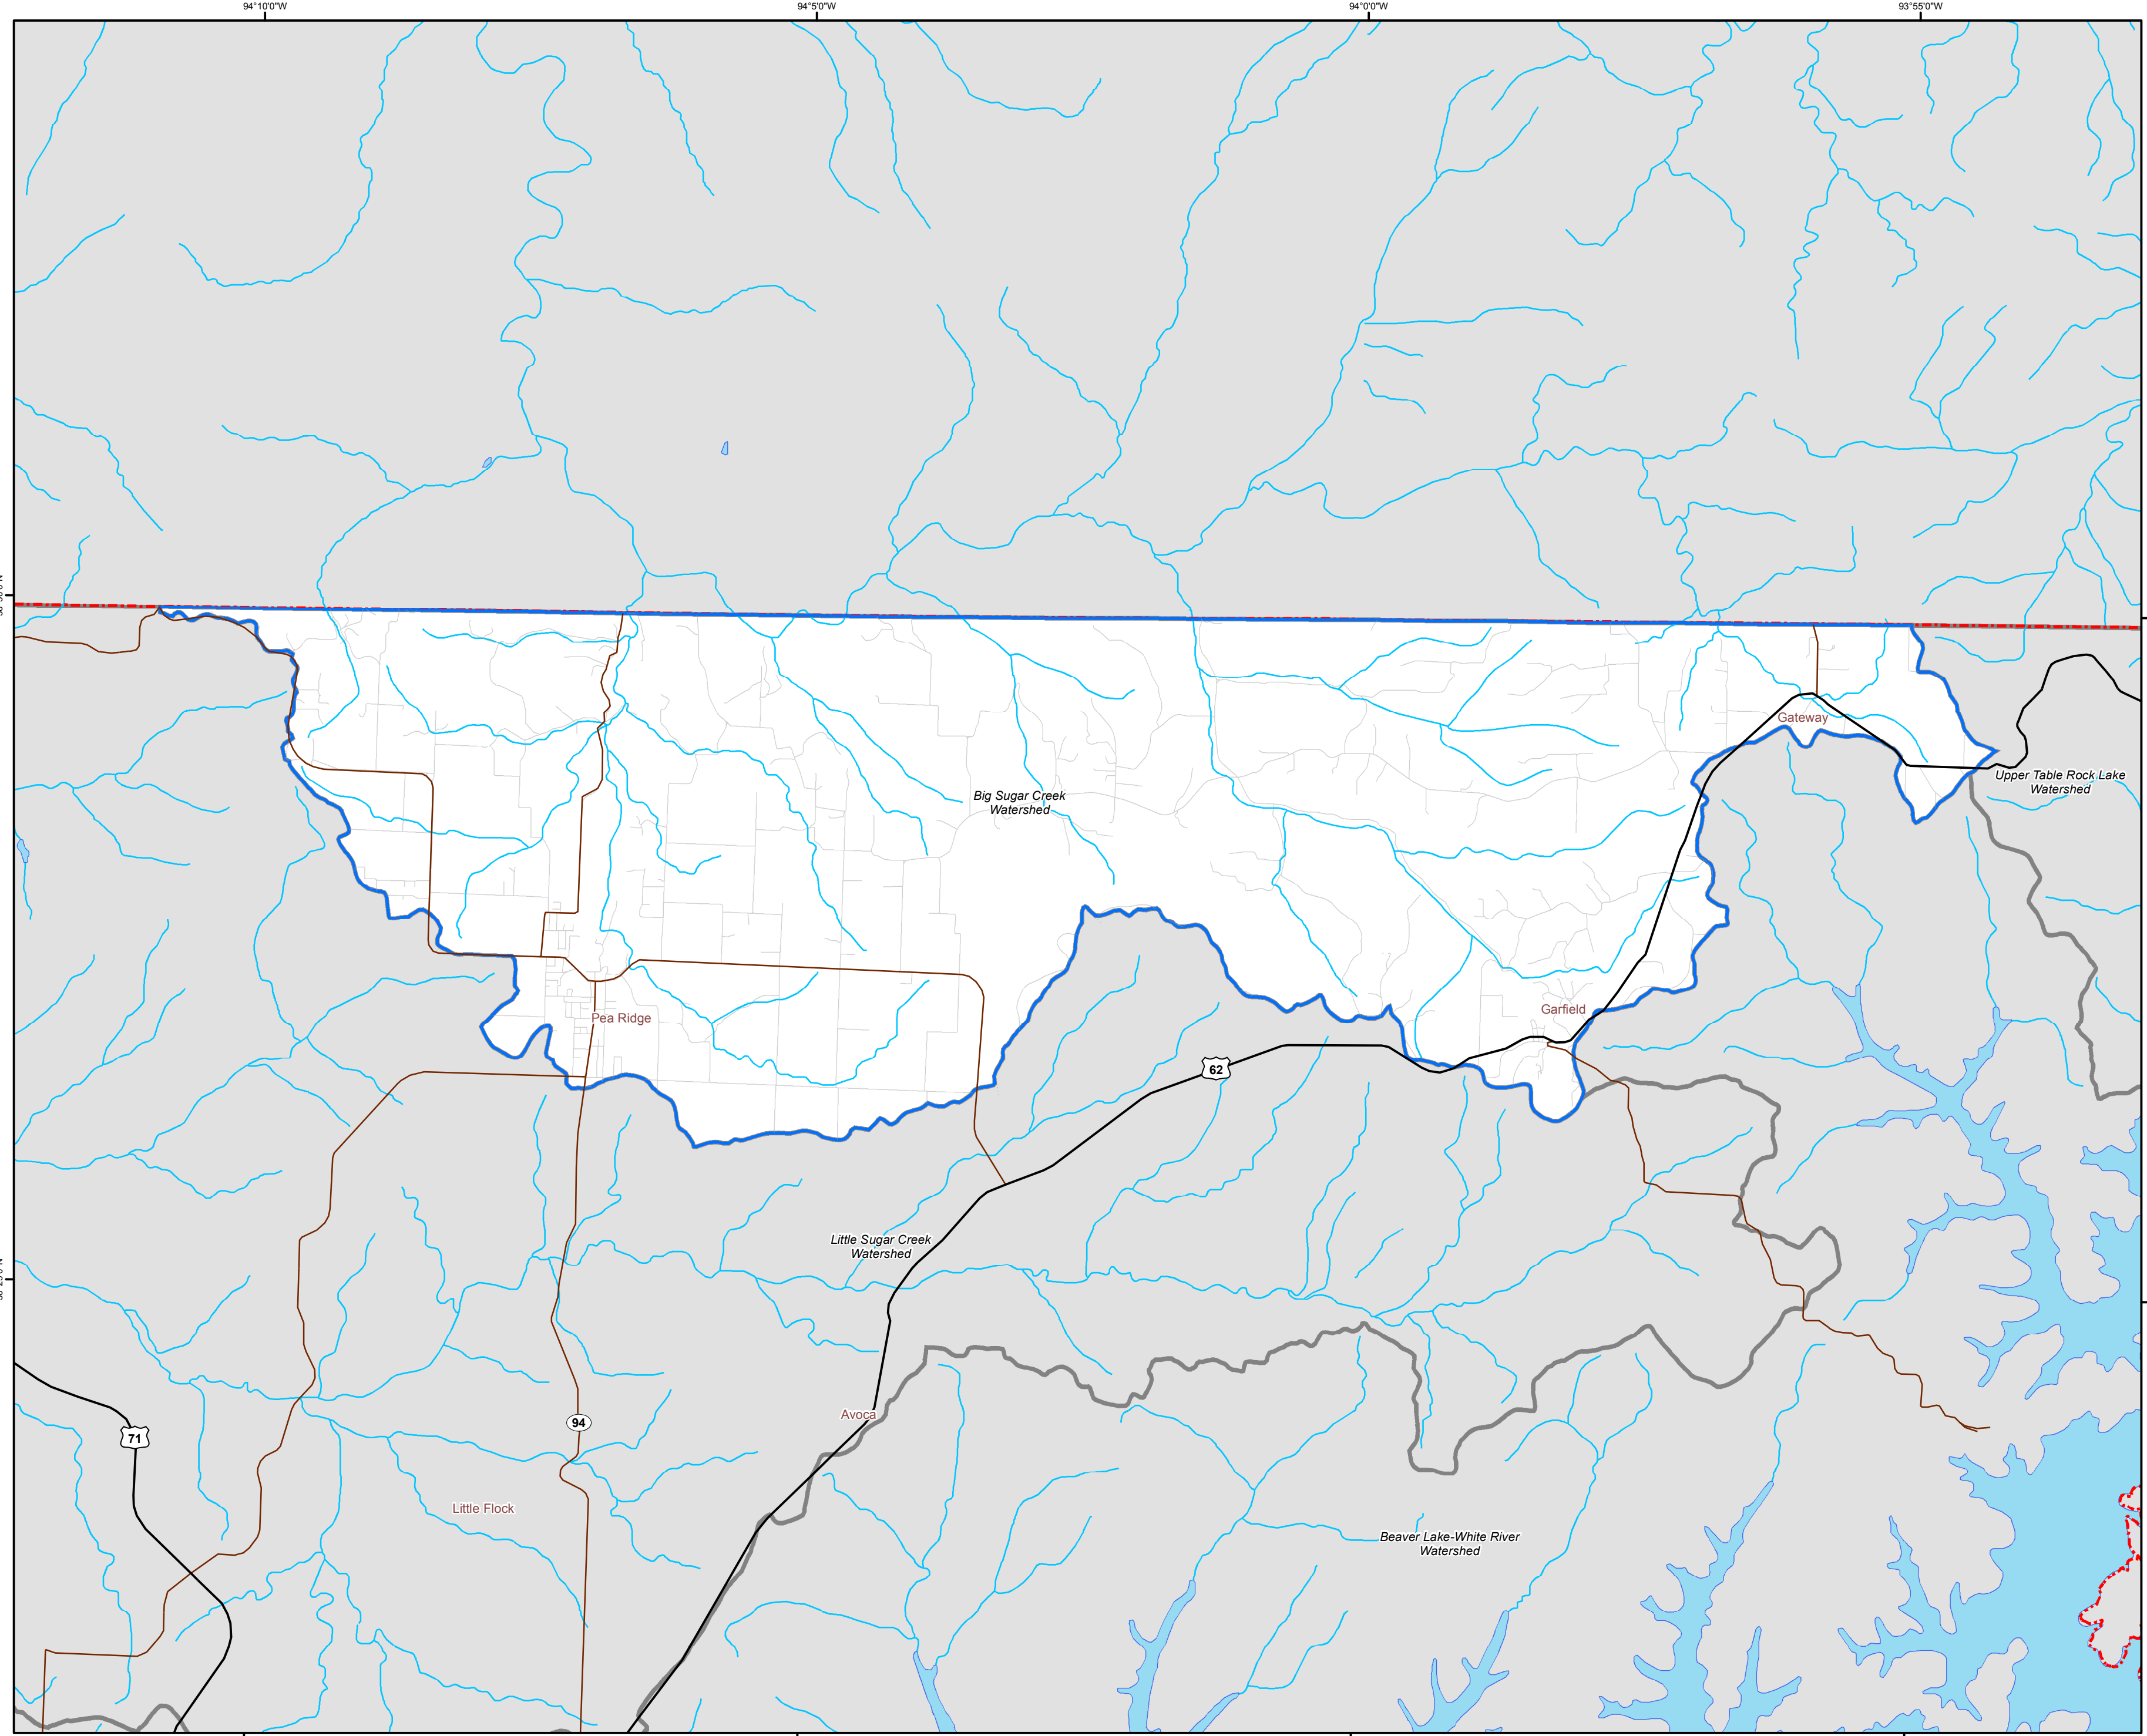 94°10'0"W
94°5'0"W
94°0'0"W
93°55'0"W
Gateway
Upper Table Rock Lake
Watershed
Big Sugar Creek
Watershed
Garfield
Pea Ridge
62
Little Sugar Creek
Watershed
Avoca
94
71
Little Flock
Beaver Lake-White River
Watershed